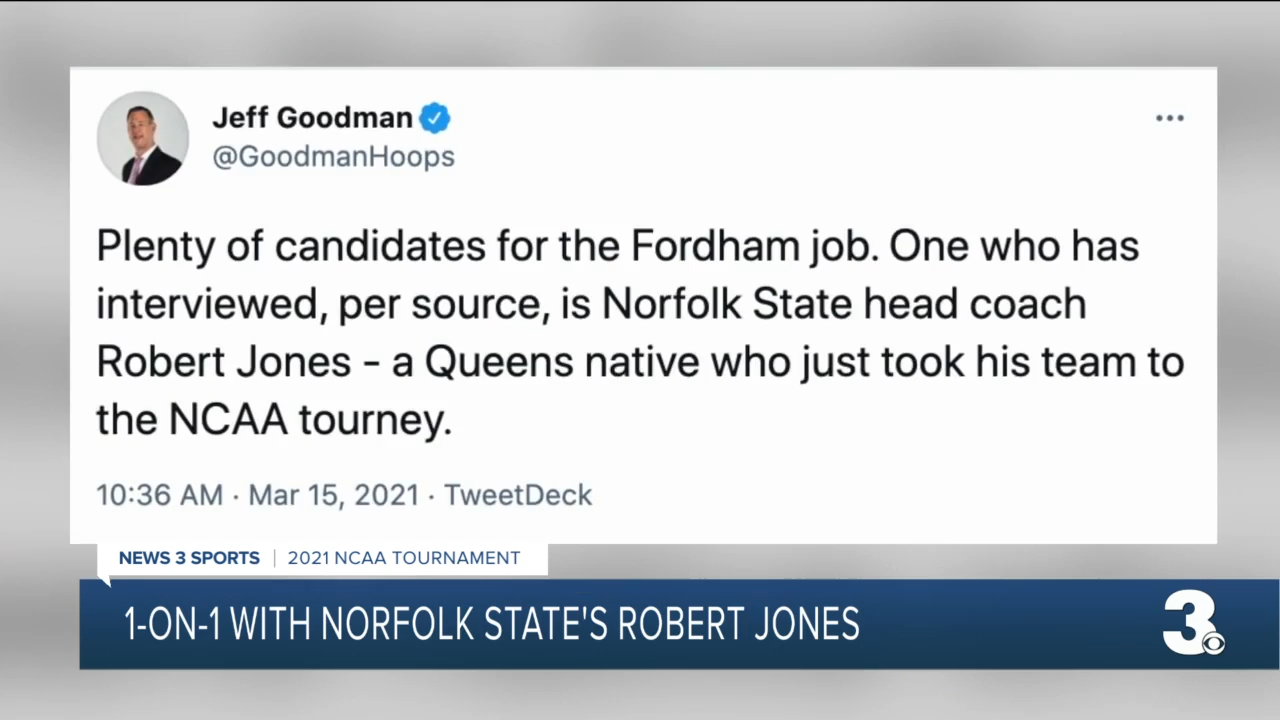 Jeff Goodman
@GoodmanHoops
Plenty of candidates for the Fordham job. One who has
interviewed, per source, is Norfolk State head coach
Robert Jones - a Queens native who just took his team to
the NCAA tourney.
10:36 AM · Mar 15, 2021 · TweetDeck
NEWS 3 SPORTS | 2021 NCAA TOURNAMENT
1-ON-1 WITH NORFOLK STATE'S ROBERT JONES
3